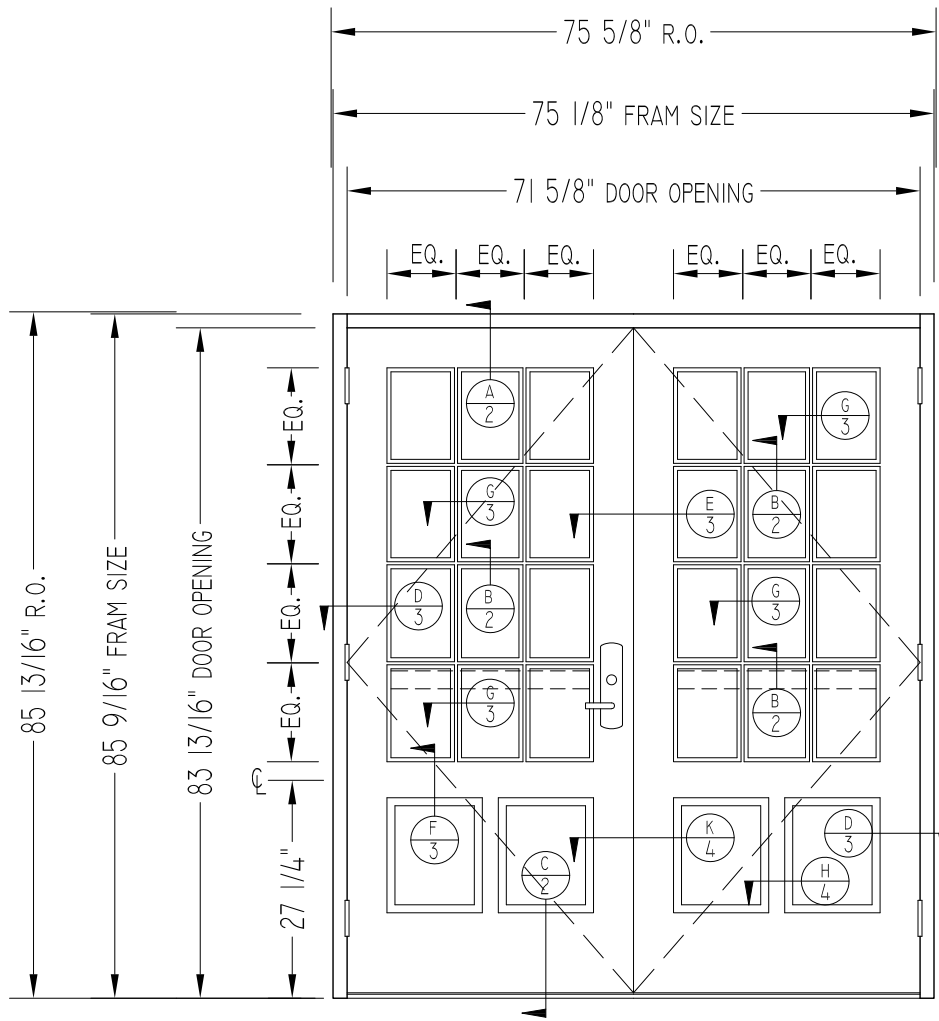 75 5/8" R.O.
75 1/8" FRAM SIZE
71 5/8" DOOR OPENING
EQ. EQ. EQ. EQ. EQ. EQ.
85 13/16" R.O.
85 9/16" FRAM SIZE
83 13/16" DOOR OPENING
EQ.
EQ.
EQ.
EQ.
CL
27 1/4"
A
2
G
3
G
3
E
3
B
2
D
3
B
2
G
3
G
3
B
2
F
3
C
2
K
4
D
3
H
4